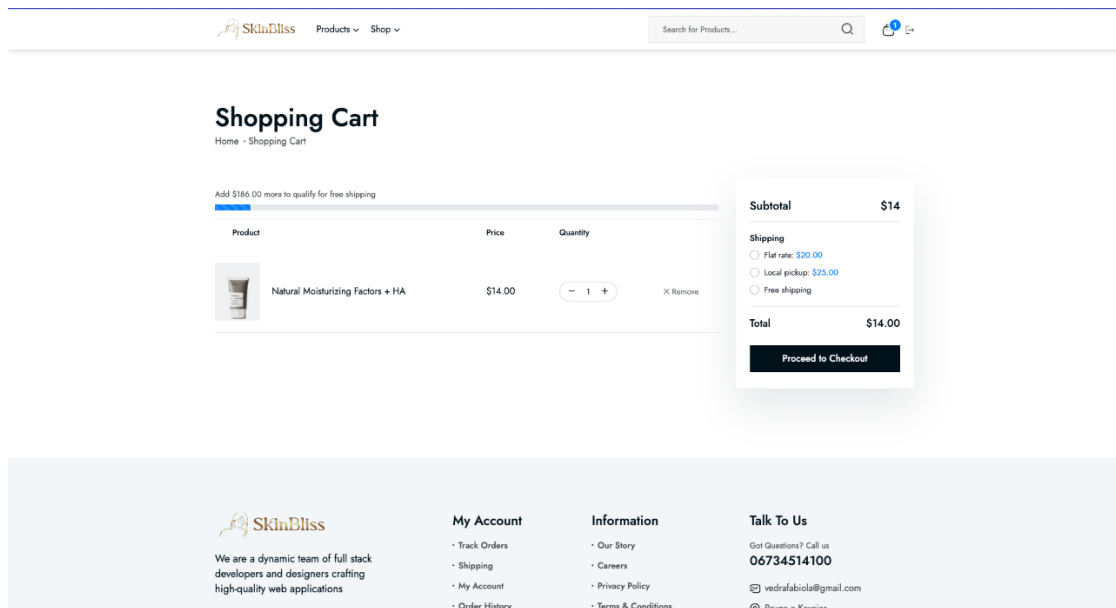 SkinBliss Products Shop Search for Products... 1
Shopping Cart
Home - Shopping Cart
Add $186.00 more to qualify for free shipping
Product Price Quantity
Natural Moisturizing Factors + HA $14.00 − 1 + × Remove
Subtotal $14
Shipping
Flat rate: $20.00
Local pickup: $25.00
Free shipping
Total $14.00
Proceed to Checkout
SkinBliss
We are a dynamic team of full stack
developers and designers crafting
high-quality web applications
My Account
· Track Orders
· Shipping
· My Account
· Order History
Information
· Our Story
· Careers
· Privacy Policy
· Terms & Conditions
Talk To Us
Got Questions? Call us
06734514100
vedrafabiola@gmail.com